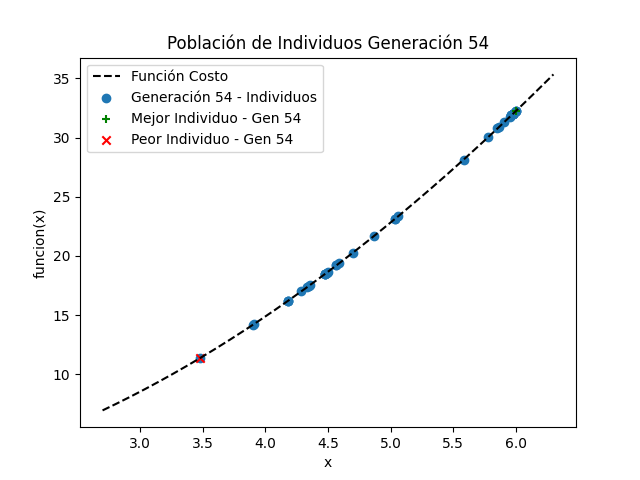 Población de Individuos Generación 54
Función Costo
Generación 54 - Individuos
Mejor Individuo - Gen 54
Peor Individuo - Gen 54
funcion(x)
35
30
25
20
15
10
3.0 3.5 4.0 4.5 5.0 5.5 6.0
x